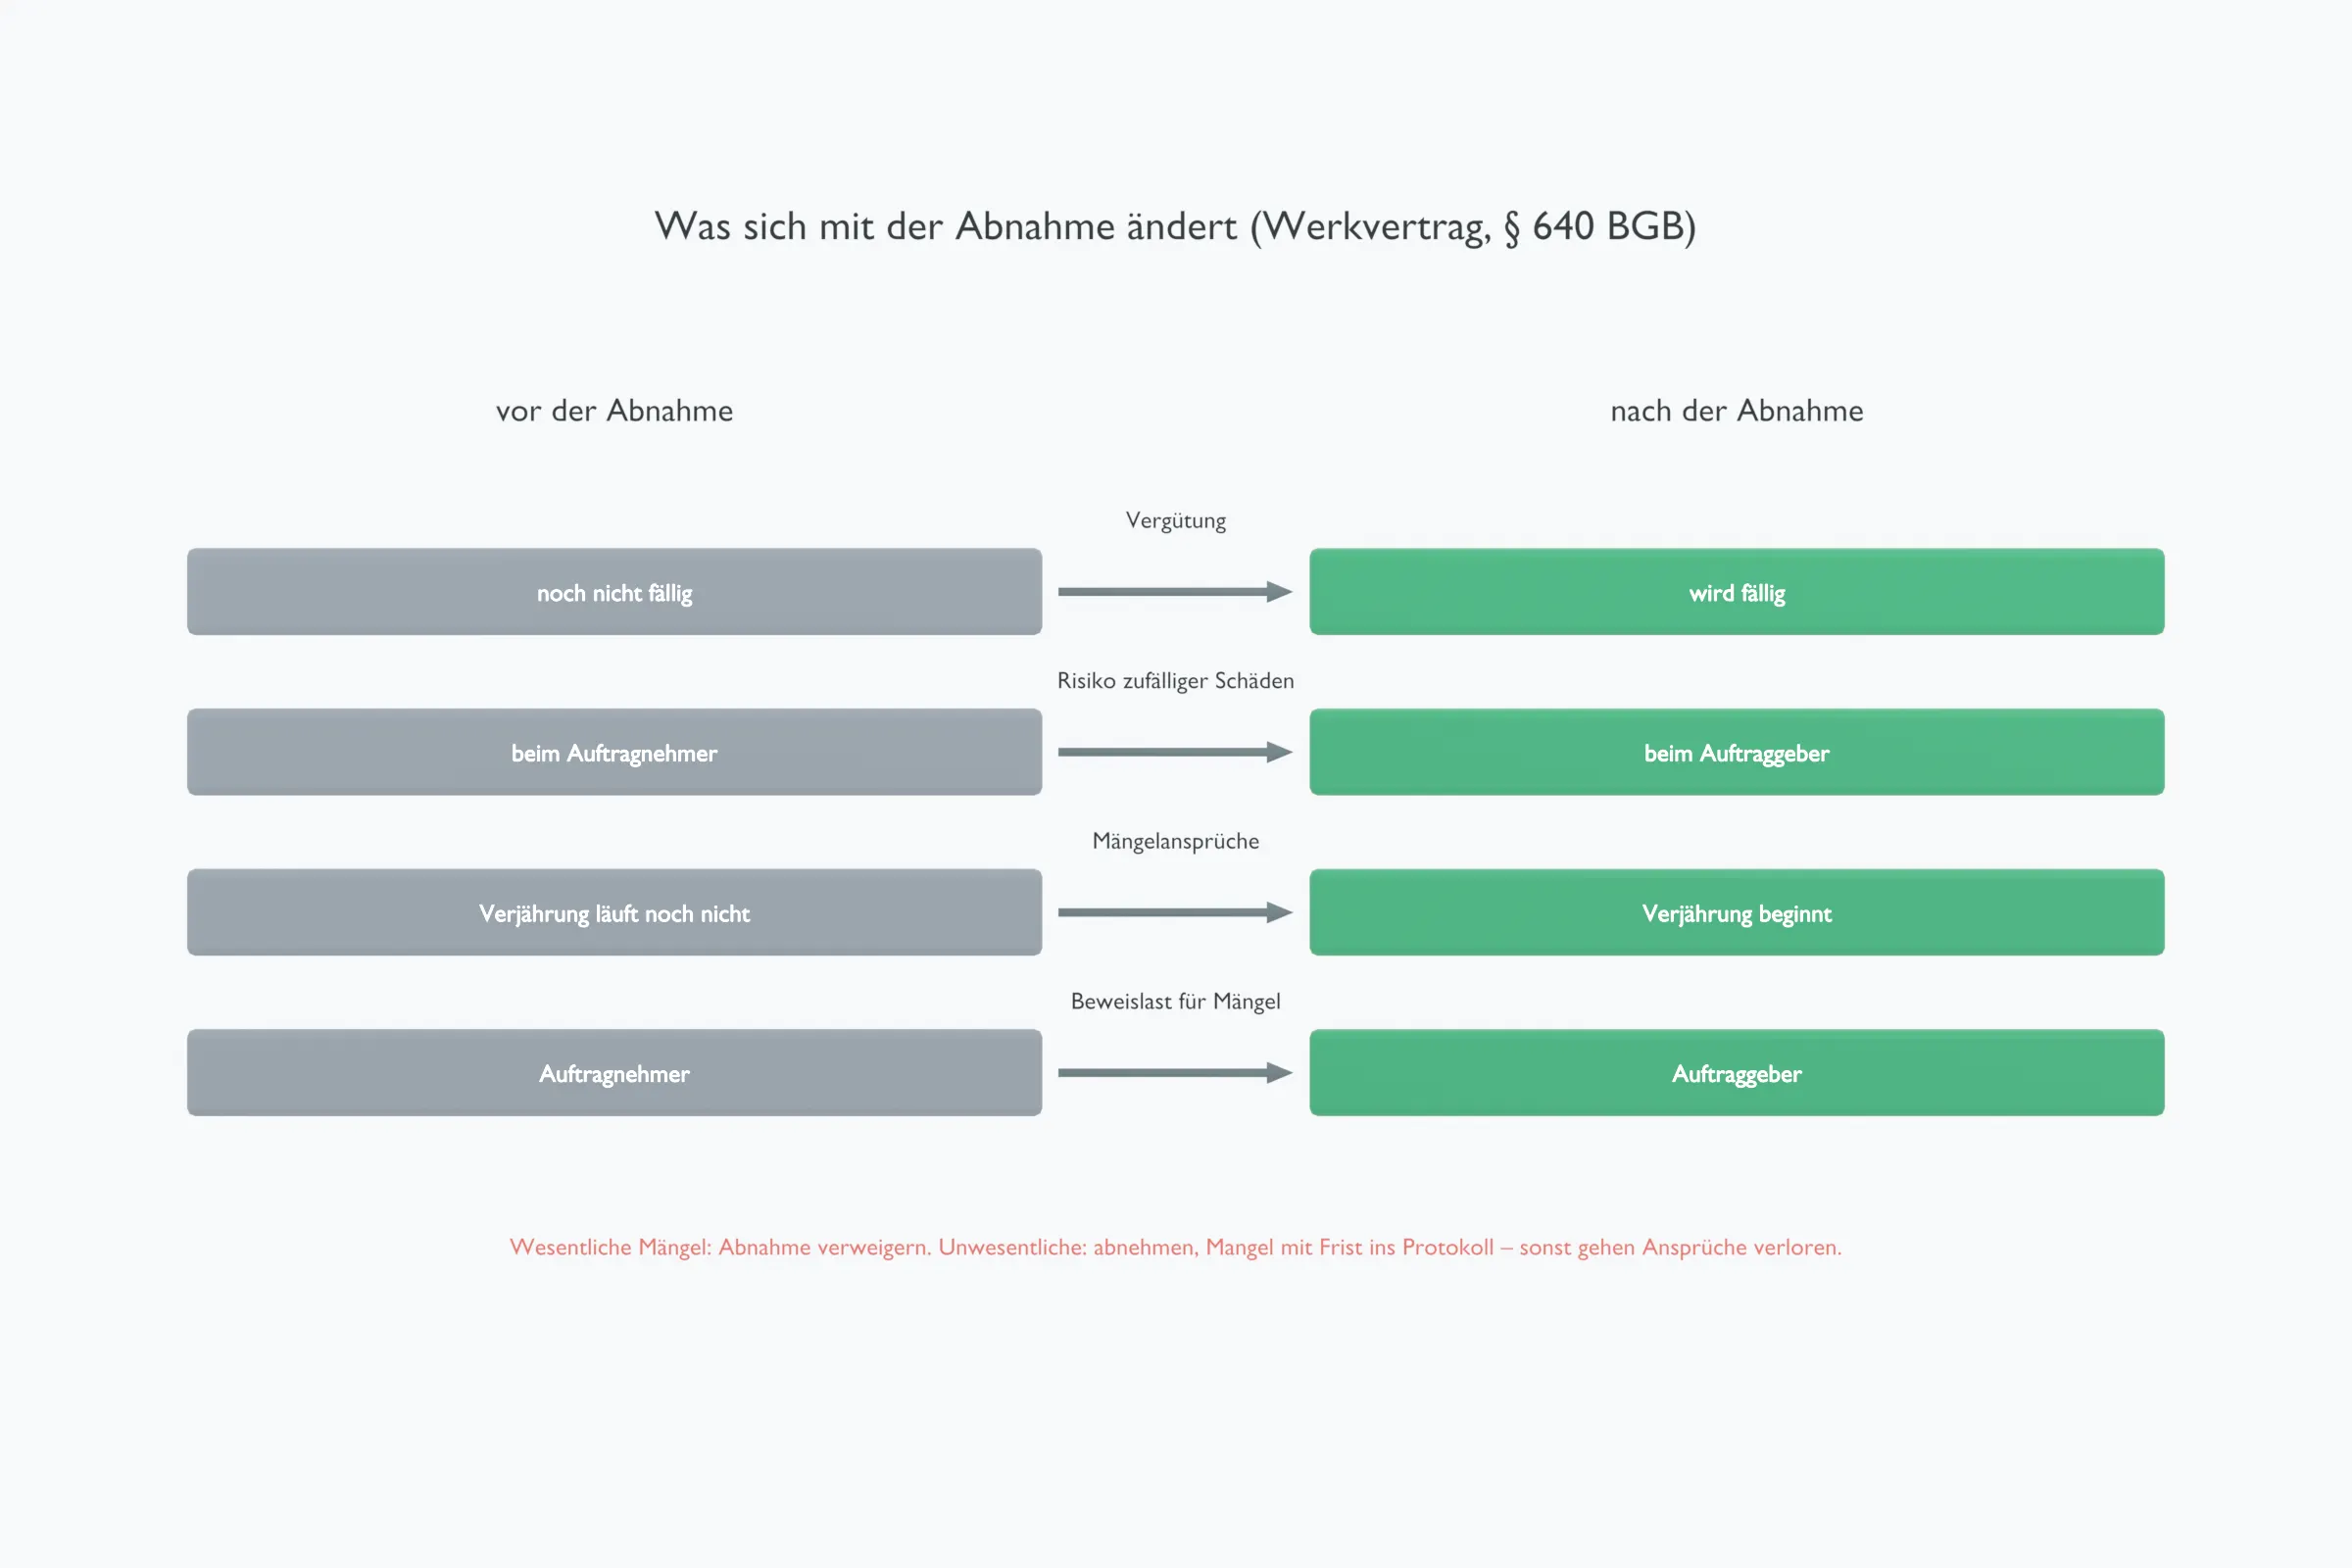 Was sich mit der Abnahme ändert (Werkvertrag, § 640 BGB)
vor der Abnahme
nach der Abnahme
Vergütung
noch nicht fällig
wird fällig
Risiko zufälliger Schäden
beim Auftragnehmer
beim Auftraggeber
Mängelansprüche
Verjährung läuft noch nicht
Verjährung beginnt
Beweislast für Mängel
Auftragnehmer
Auftraggeber
Wesentliche Mängel: Abnahme verweigern. Unwesentliche: abnehmen, Mangel mit Frist ins Protokoll – sonst gehen Ansprüche verloren.